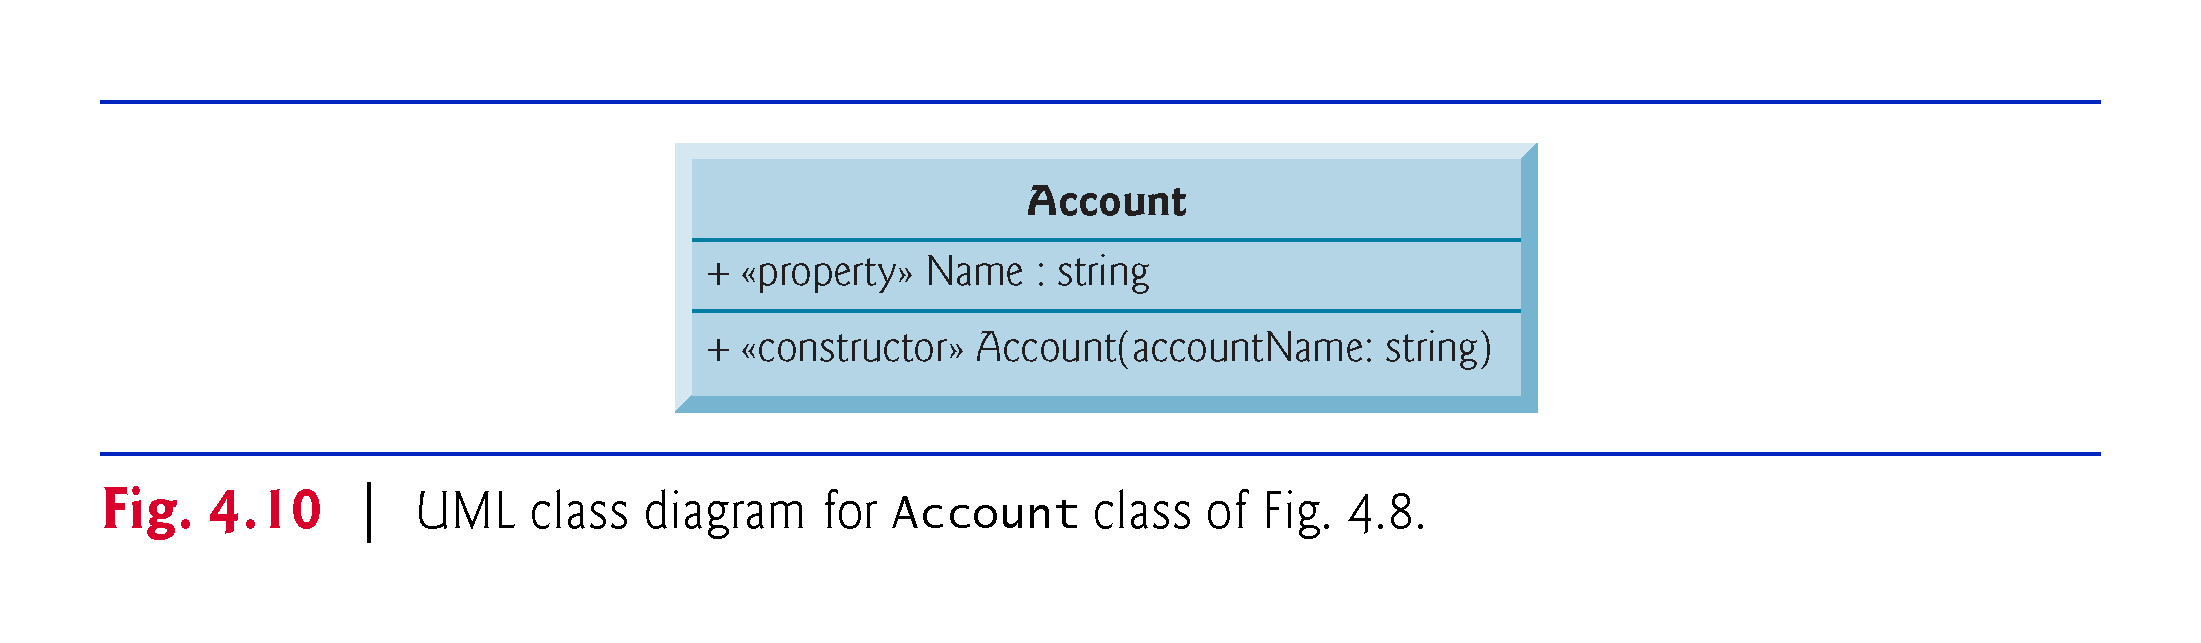 Account
+ «property» Name : string
+ «constructor» Account(accountName: string)
Fig. 4.10 | UML class diagram for Account class of Fig. 4.8.